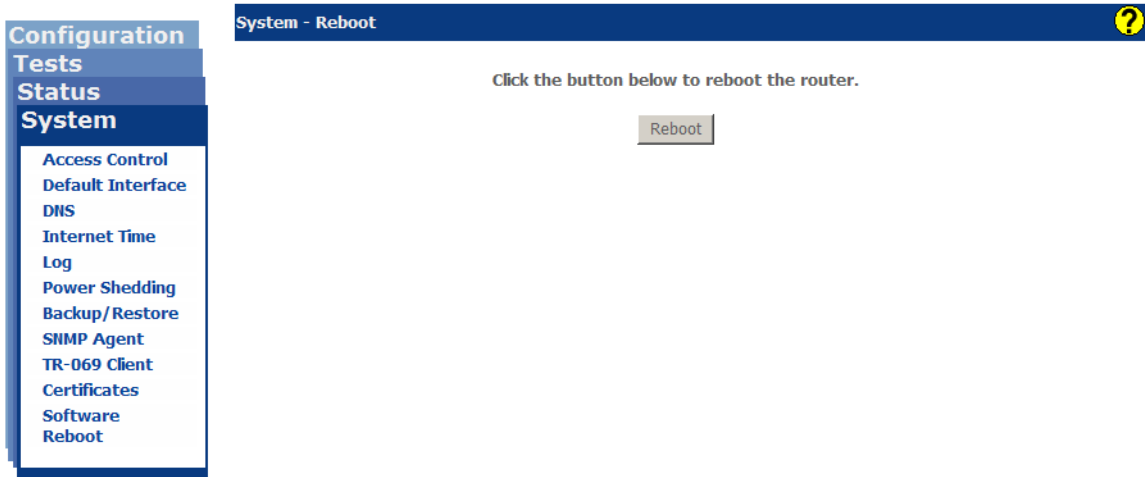 Configuration
Tests
Status
System
Access Control
Default Interface
DNS
Internet Time
Log
Power Shedding
Backup/Restore
SNMP Agent
TR-069 Client
Certificates
Software
Reboot
System - Reboot
?
Click the button below to reboot the router.
Reboot